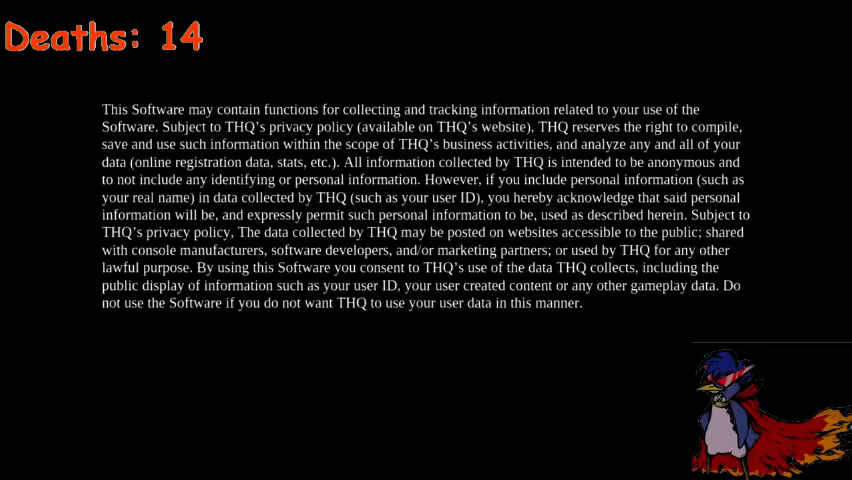 Deaths: 14
This Software may contain functions for collecting and tracking information related to your use of the
Software. Subject to THQ's privacy policy (available on THQ's website), THQ reserves the right to compile,
save and use such information within the scope of THQ's business activities, and analyze any and all of your
data (online registration data, stats, etc.). All information collected by THQ is intended to be anonymous and
to not include any identifying or personal information. However, if you include personal information (such as
your real name) in data collected by THQ (such as your user ID), you hereby acknowledge that said personal
information will be, and expressly permit such personal information to be, used as described herein. Subject to
THQ's privacy policy, The data collected by THQ may be posted on websites accessible to the public; shared
with console manufacturers, software developers, and/or marketing partners; or used by THQ for any other
lawful purpose. By using this Software you consent to THQ's use of the data THQ collects, including the
public display of information such as your user ID, your user created content or any other gameplay data. Do
not use the Software if you do not want THQ to use your user data in this manner.